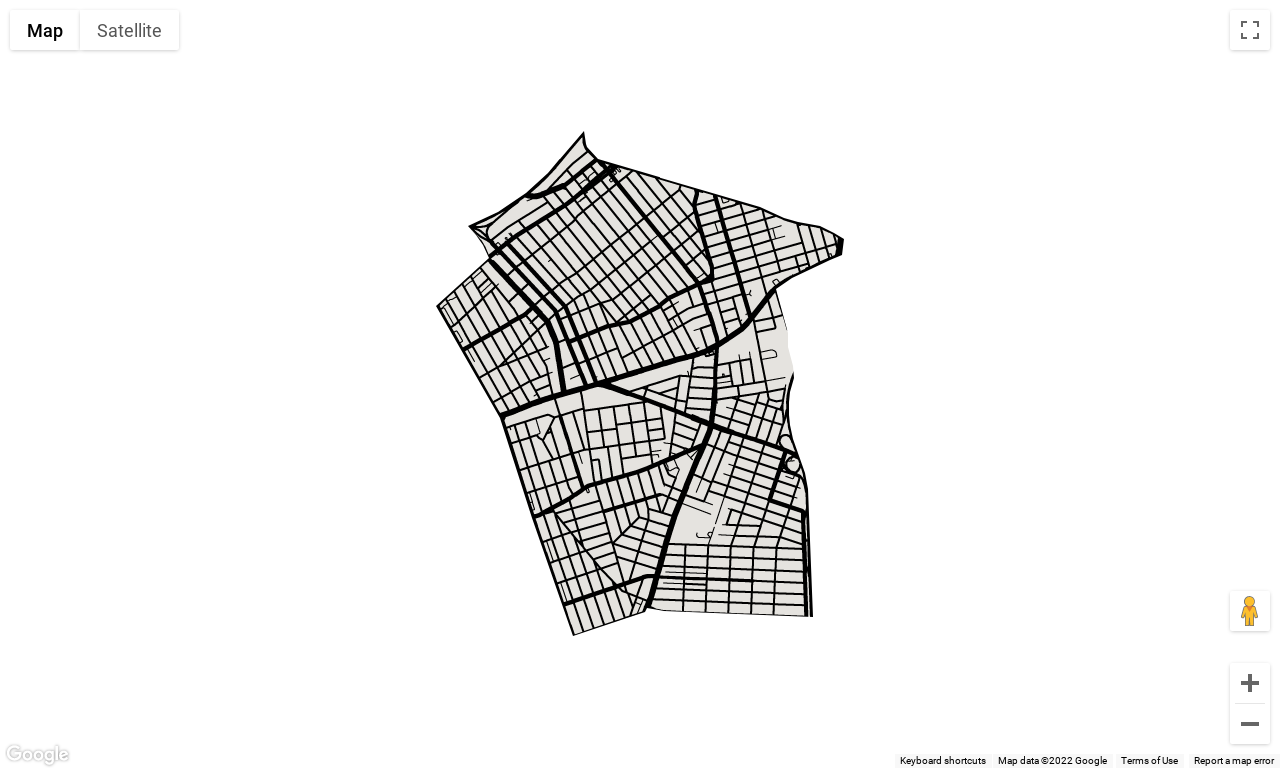 Map
Satellite
Google
Keyboard shortcuts
Map data ©2022 Google
Terms of Use
Report a map error